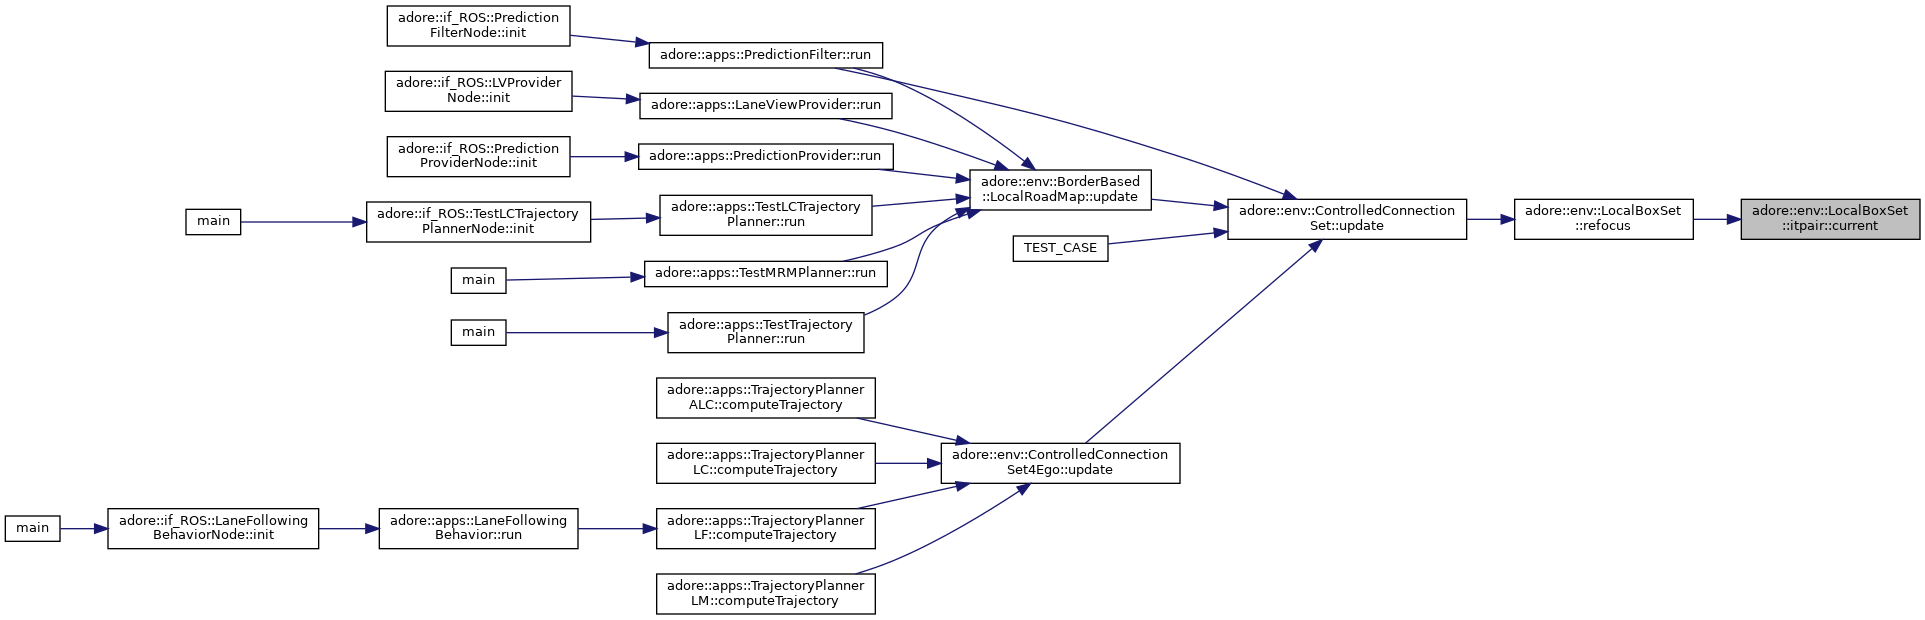 adore::if_ROS::Prediction
FilterNode::init
adore::apps::PredictionFilter::run
adore::if_ROS::LVProvider
Node::init
adore::apps::LaneViewProvider::run
adore::if_ROS::Prediction
ProviderNode::init
adore::apps::PredictionProvider::run
adore::env::BorderBased
::LocalRoadMap::update
main
adore::if_ROS::TestLCTrajectory
PlannerNode::init
adore::apps::TestLCTrajectory
Planner::run
adore::env::ControlledConnection
Set::update
adore::env::LocalBoxSet
::refocus
adore::env::LocalBoxSet
::itpair::current
TEST_CASE
main
adore::apps::TestMRMPlanner::run
main
adore::apps::TestTrajectory
Planner::run
adore::apps::TrajectoryPlanner
ALC::computeTrajectory
adore::apps::TrajectoryPlanner
LC::computeTrajectory
adore::env::ControlledConnection
Set4Ego::update
main
adore::if_ROS::LaneFollowing
BehaviorNode::init
adore::apps::LaneFollowing
Behavior::run
adore::apps::TrajectoryPlanner
LF::computeTrajectory
adore::apps::TrajectoryPlanner
LM::computeTrajectory